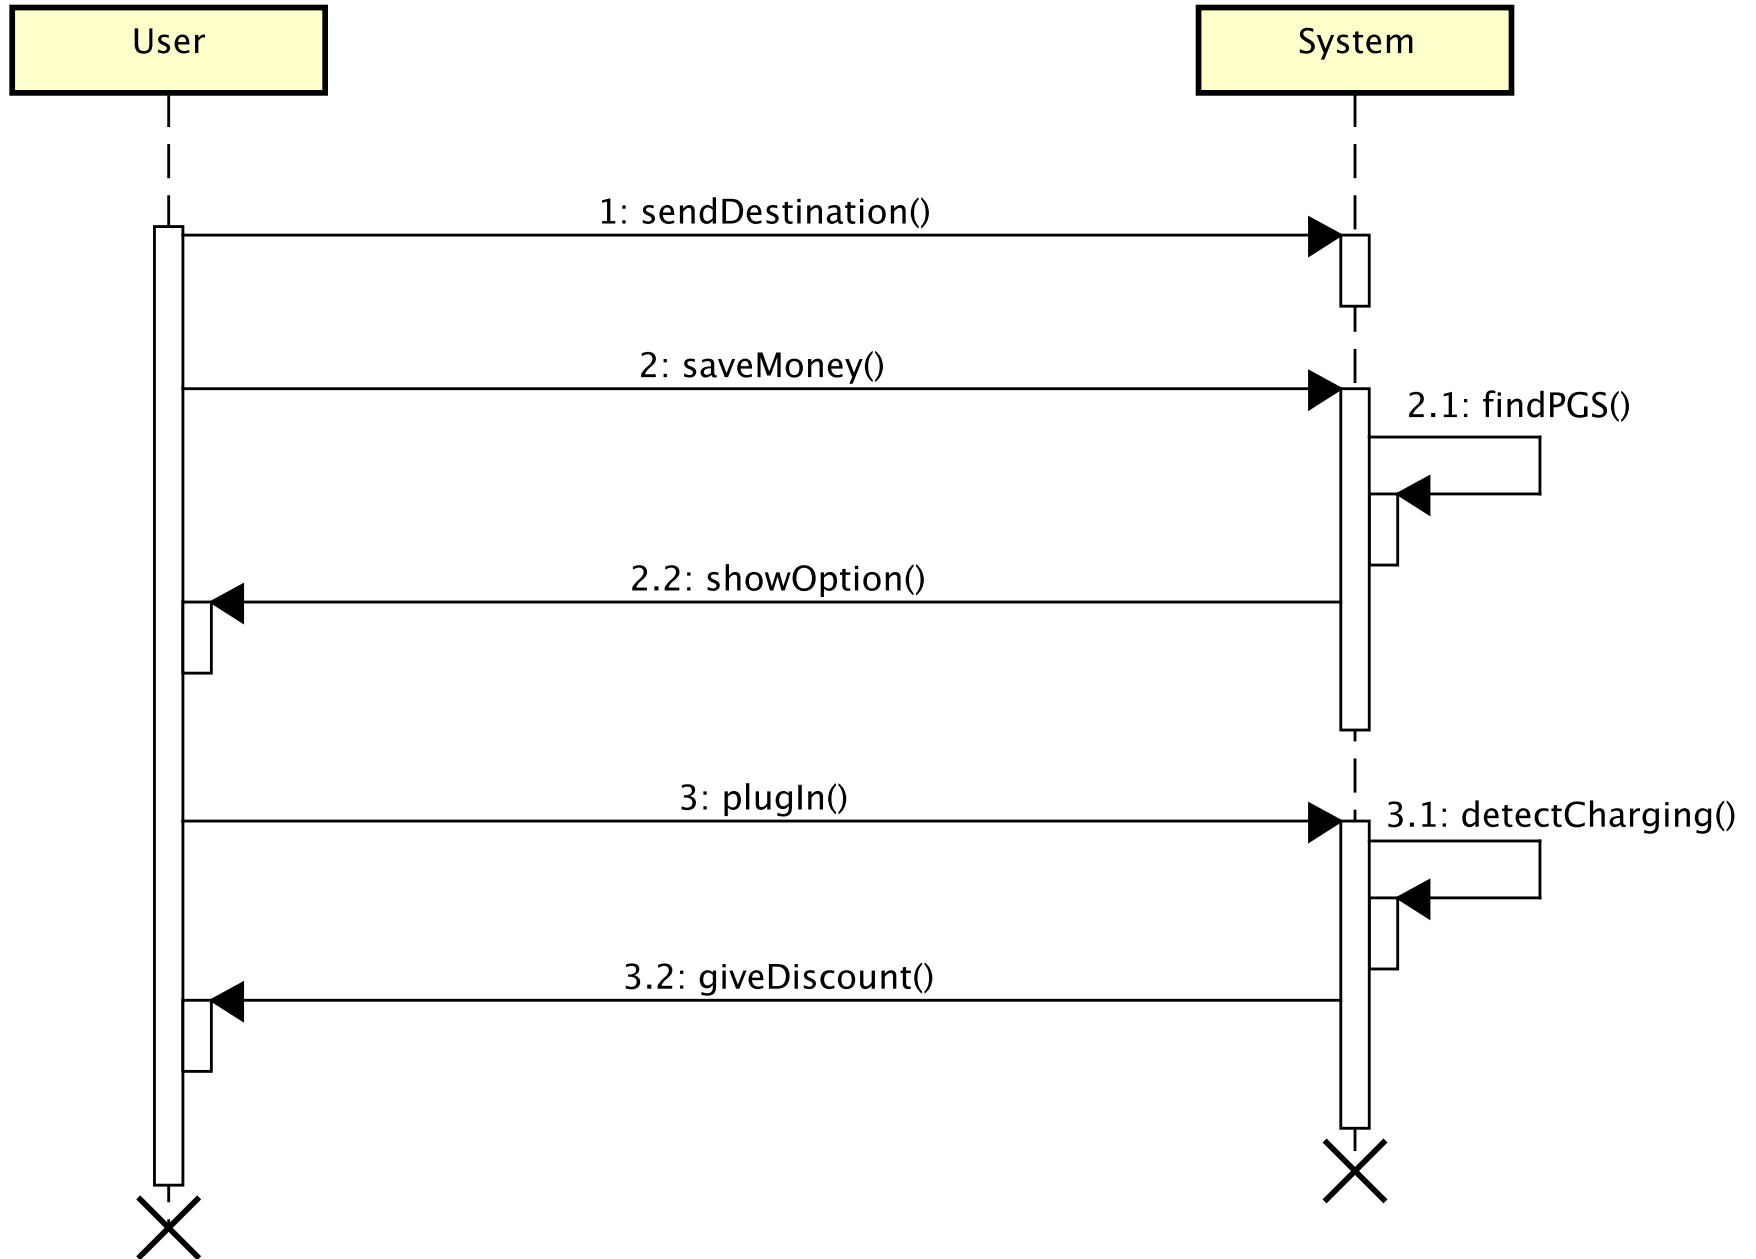 User
System
1: sendDestination()
2: saveMoney()
2.1: findPGS()
2.2: showOption()
3: plugIn()
3.1: detectCharging()
3.2: giveDiscount()